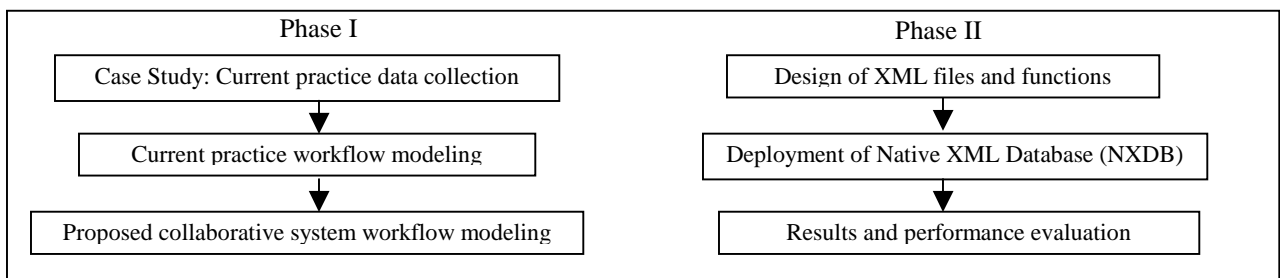 Phase I
Case Study: Current practice data collection
Current practice workflow modeling
Proposed collaborative system workflow modeling
Phase II
Design of XML files and functions
Deployment of Native XML Database (NXDB)
Results and performance evaluation